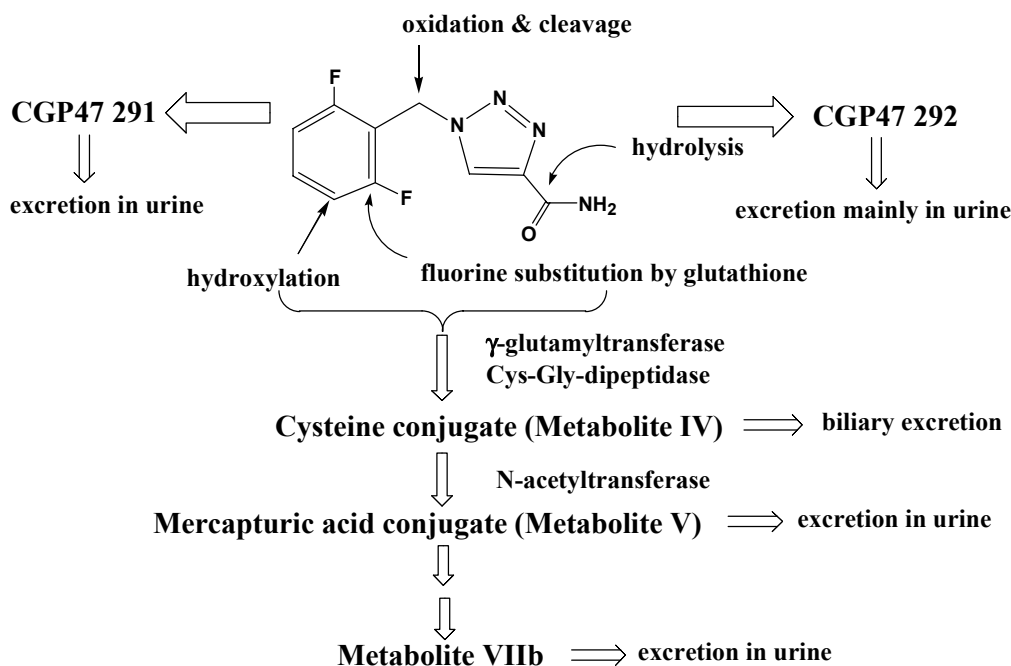 oxidation & cleavage
F
N
N
N
CGP47 291
CGP47 292
hydrolysis
F
NH2
O
excretion in urine
excretion mainly in urine
hydroxylation
fluorine substitution by glutathione
γ-glutamyltransferase
Cys-Gly-dipeptidase
Cysteine conjugate (Metabolite IV)
biliary excretion
N-acetyltransferase
Mercapturic acid conjugate (Metabolite V)
excretion in urine
Metabolite VIIb
excretion in urine